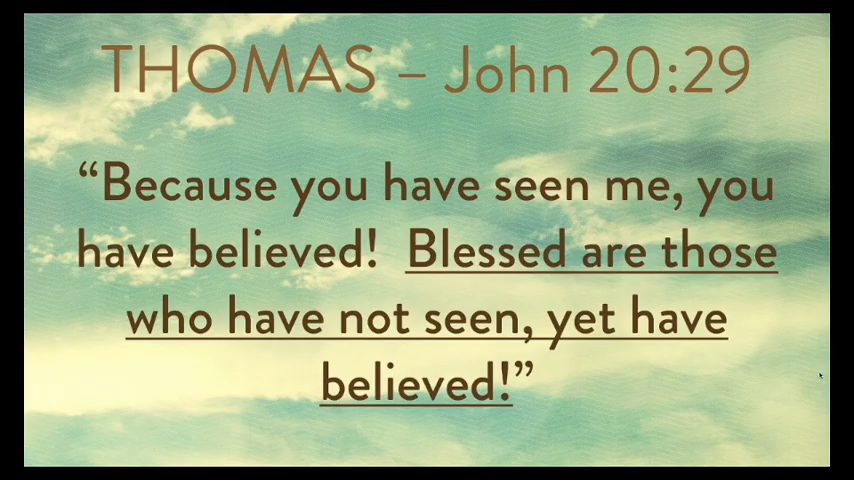 THOMAS – John 20:29
“Because you have seen me, you
have believed!  Blessed are those
who have not seen, yet have
believed!”